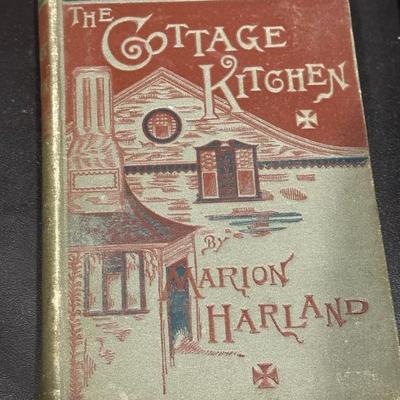 THE
COTTAGE
KITCHEN
BY
MARION
HARLAND